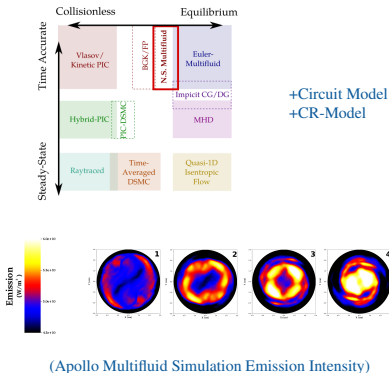 Collisionless
Equilibrium
Time Accurate
Steady-State
Vlasov/
Kinetic PIC
BGK/FP
N.S. Multifluid
Euler-
Multifluid
Impicit CG/DG
Hybrid-PIC
PIC-DSMC
MHD
Raytraced
Time-
Averaged
DSMC
Quasi-1D
Isentropic
Flow
+Circuit Model
+CR-Model
Emission
(W/m³)
1
2
3
4
(Apollo Multifluid Simulation Emission Intensity)